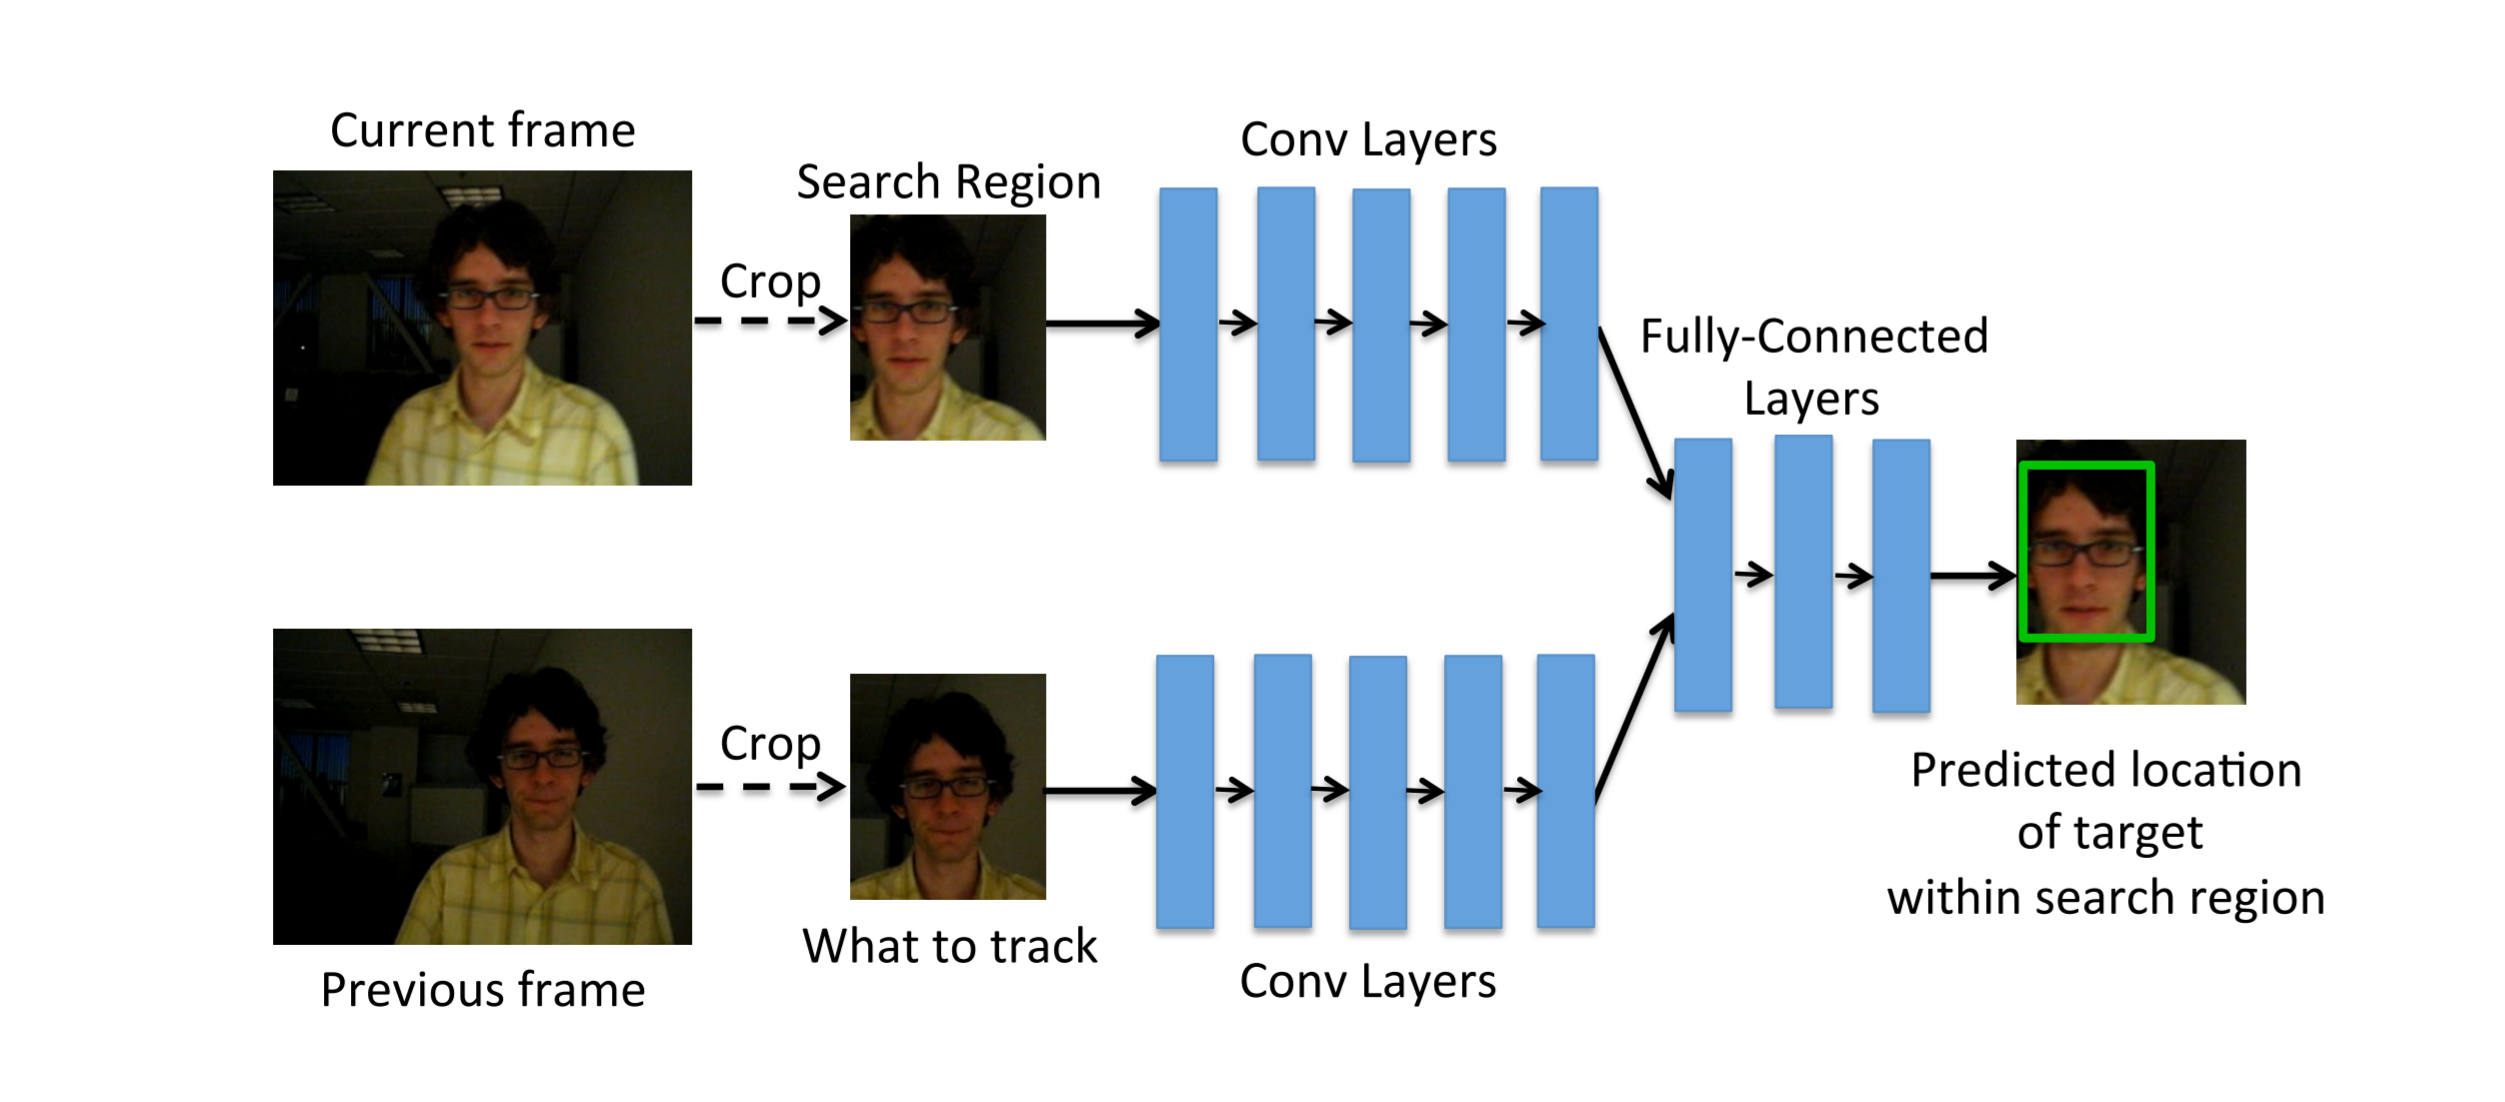 Current frame
Crop
Search Region
Conv Layers
Fully-Connected
Layers
Previous frame
Crop
What to track
Conv Layers
Predicted location
of target
within search region